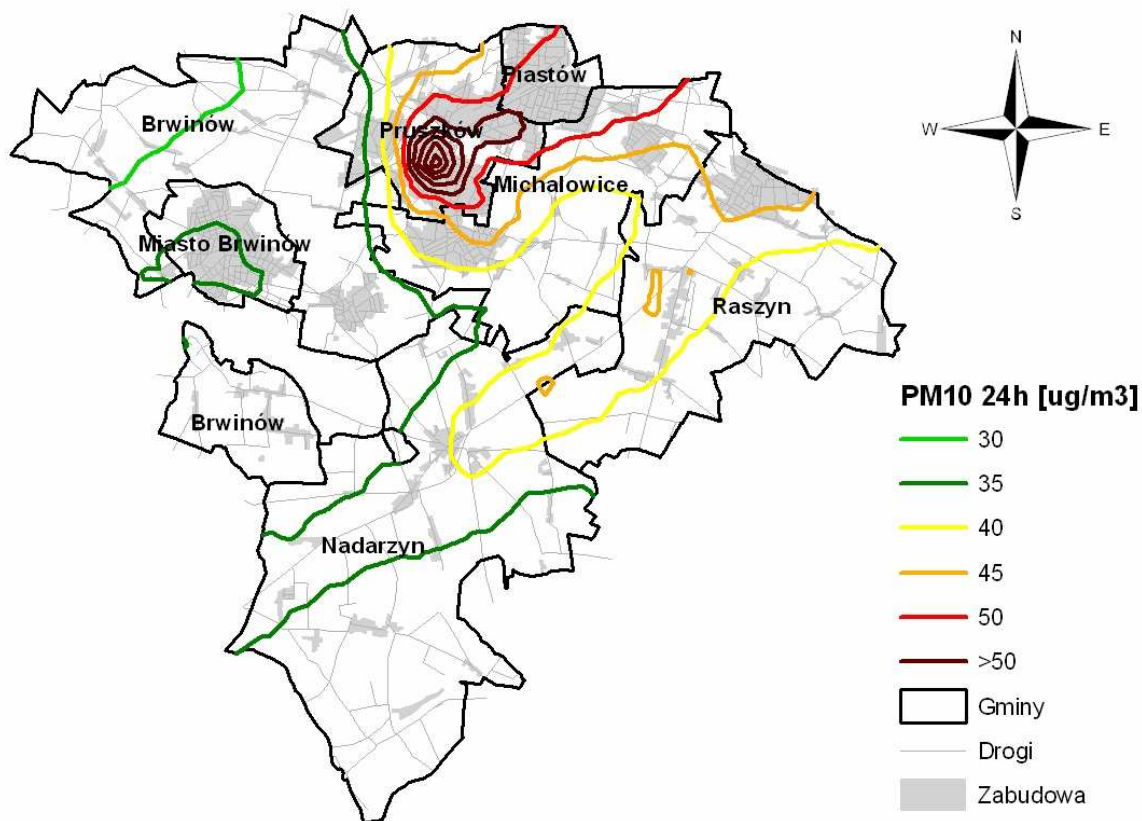 N
Piastów
Brwinów
Pruszków
W
E
Michalowice
S
Miasto Brwinów
Raszyn
Brwinów
Nadarzyn
PM10 24h [ug/m3]
30
35
40
45
50
>50
Gminy
Drogi
Zabudowa